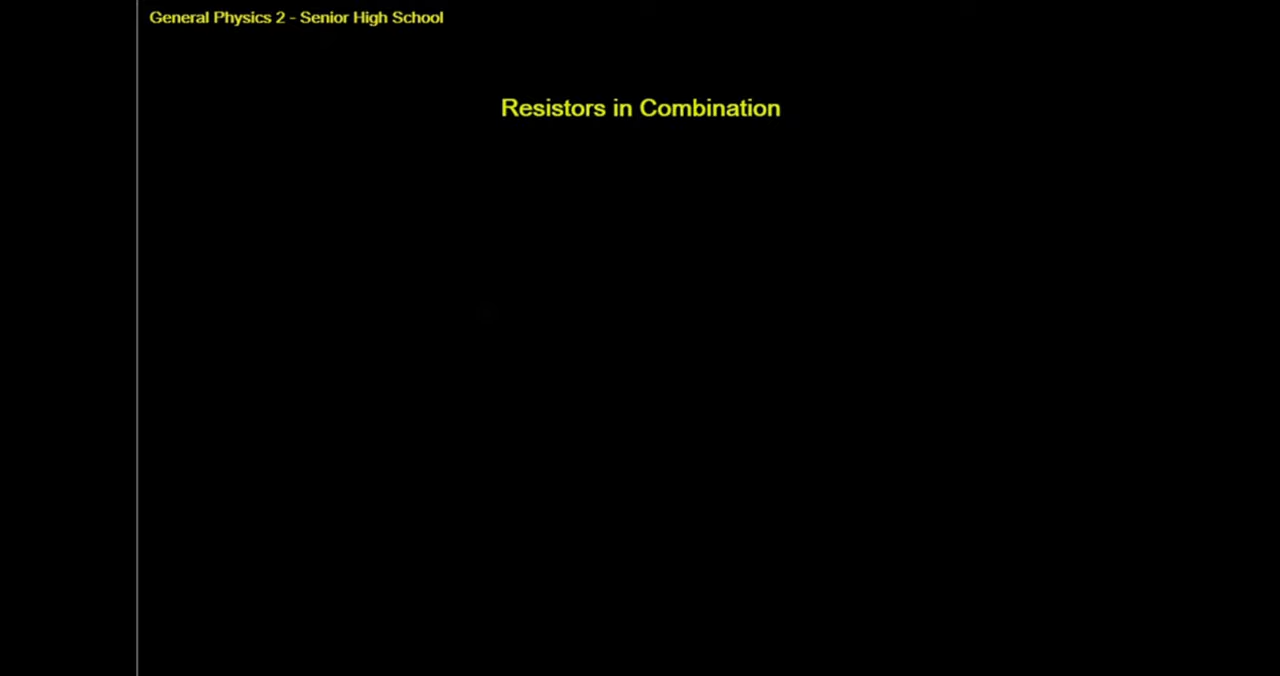 General Physics 2 - Senior High School
Resistors in Combination